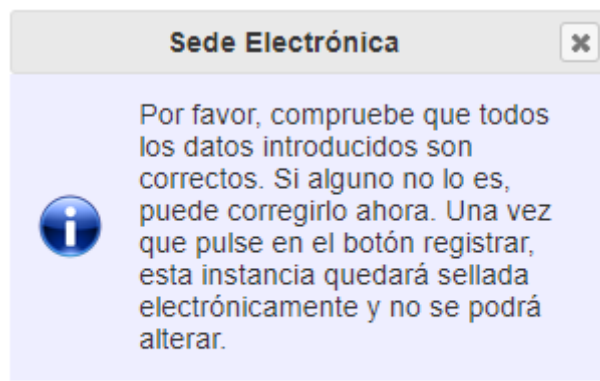 Sede Electrónica
Por favor, compruebe que todos
los datos introducidos son
correctos. Si alguno no lo es,
puede corregirlo ahora. Una vez
que pulse en el botón registrar,
esta instancia quedará sellada
electrónicamente y no se podrá
alterar.